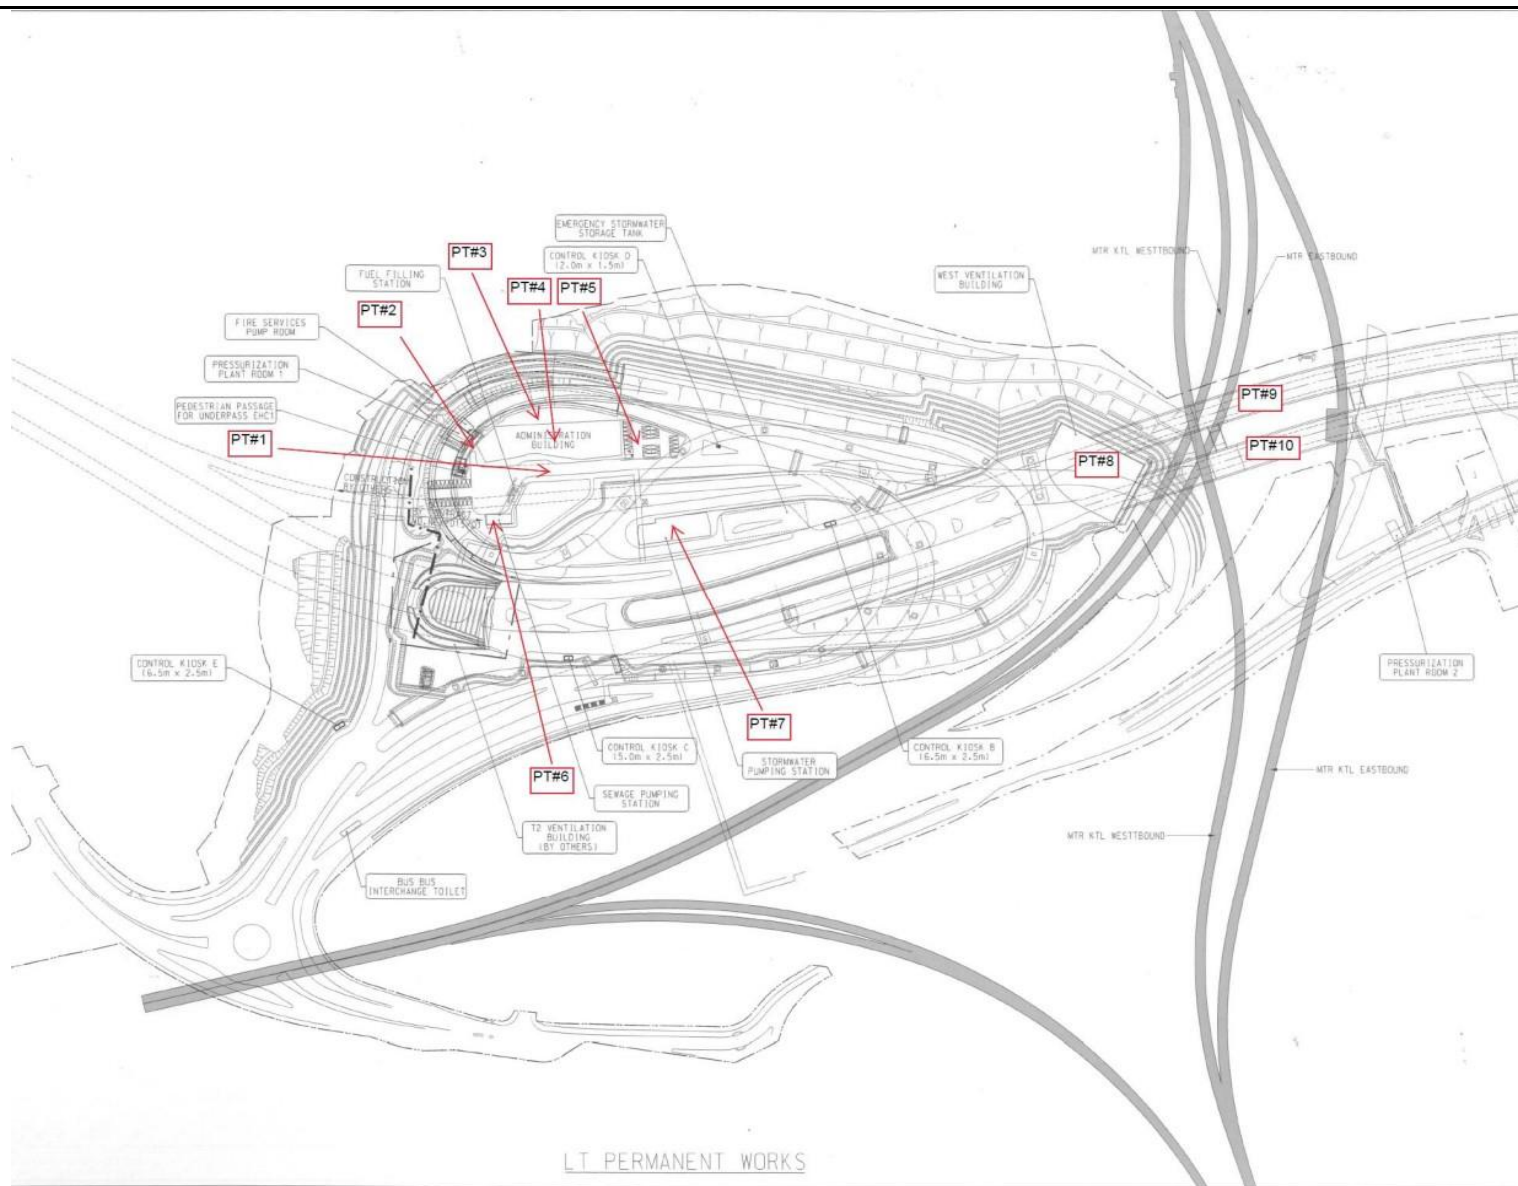 EMERGENCY STORMWATER
STORAGE TANK
PT#3
CONTROL KIOSK D
(2.0m x 1.5m)
MTR KTL WESTTBOUND
MTR EASTBOUND
FUEL FILLING
STATION
WEST VENTILATION
BUILDING
PT#4
PT#5
PT#2
FIRE SERVICES
PUMP ROOM
PRESSURIZATION
PLANT ROOM 1
PEDESTRIAN PASSAGE
FOR UNDERPASS EHC1
PT#9
PT#1
ADMINISTRATION
BUILDING
PT#10
PT#8
CONSTRUCTION
BY OTHERS
CONTROL KIOSK E
(6.5m x 2.5m)
PRESSURIZATION
PLANT ROOM 2
PT#7
CONTROL KIOSK C
(5.0m x 2.5m)
CONTROL KIOSK B
(6.5m x 2.5m)
STORMWATER
PUMPING STATION
PT#6
MTR KTL EASTBOUND
SEWAGE PUMPING
STATION
T2 VENTILATION
BUILDING
(BY OTHERS)
MTR KTL WESTTBOUND
BUS BUS
INTERCHANGE TOILET
LT PERMANENT WORKS